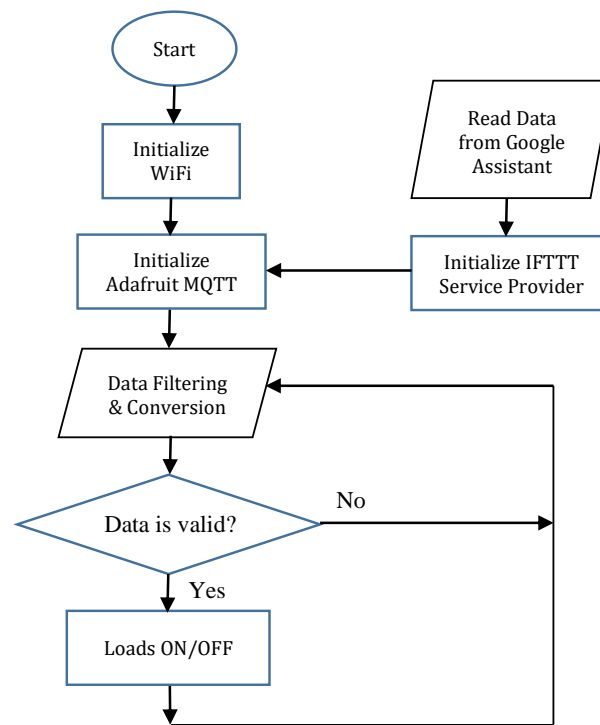 Start
Read Data
from Google
Assistant
Initialize
WiFi
Initialize
Adafruit MQTT
Initialize IFTTT
Service Provider
Data Filtering
& Conversion
Data is valid?
No
Yes
Loads ON/OFF